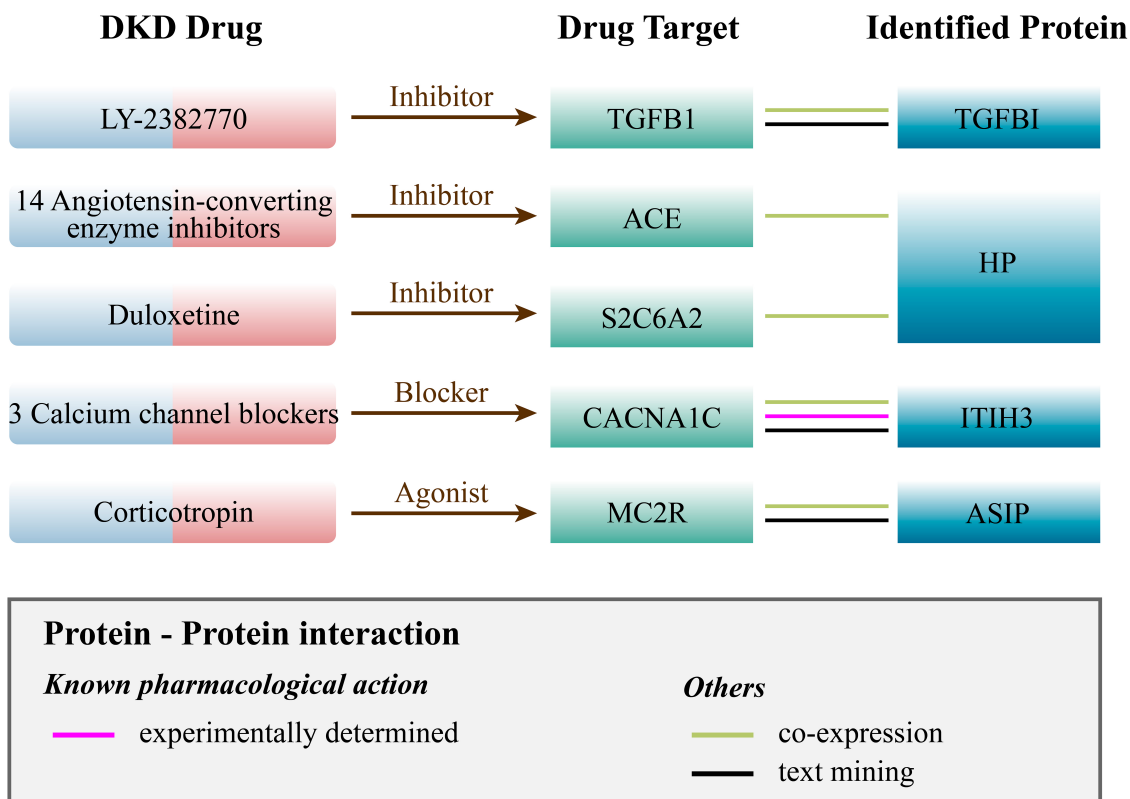 DKD Drug
Drug Target
Identified Protein
LY-2382770
Inhibitor
TGFB1
TGFBI
14 Angiotensin-converting
enzyme inhibitors
Inhibitor
ACE
HP
Duloxetine
Inhibitor
S2C6A2
3 Calcium channel blockers
Blocker
CACNA1C
ITIH3
Corticotropin
Agonist
MC2R
ASIP
Protein - Protein interaction
Known pharmacological action
experimentally determined
Others
co-expression
text mining